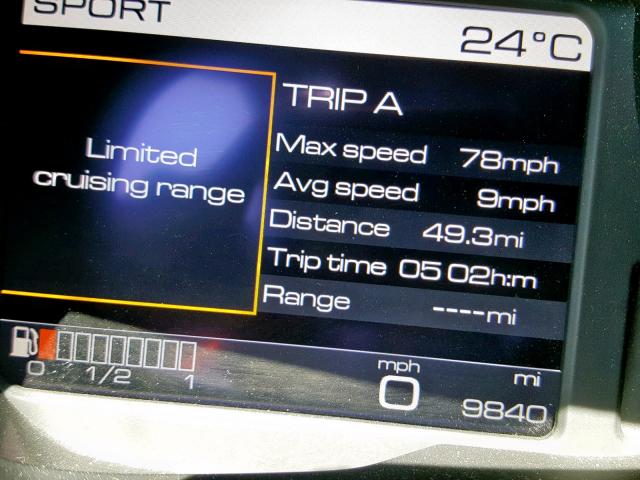 SPORT
24°C
Limited
cruising range
TRIP A
Max speed 78mph
Avg speed 9mph
Distance 49.3mi
Trip time 05 02h:m
Range ----mi
0 1/2 1
mph
0
mi
9840